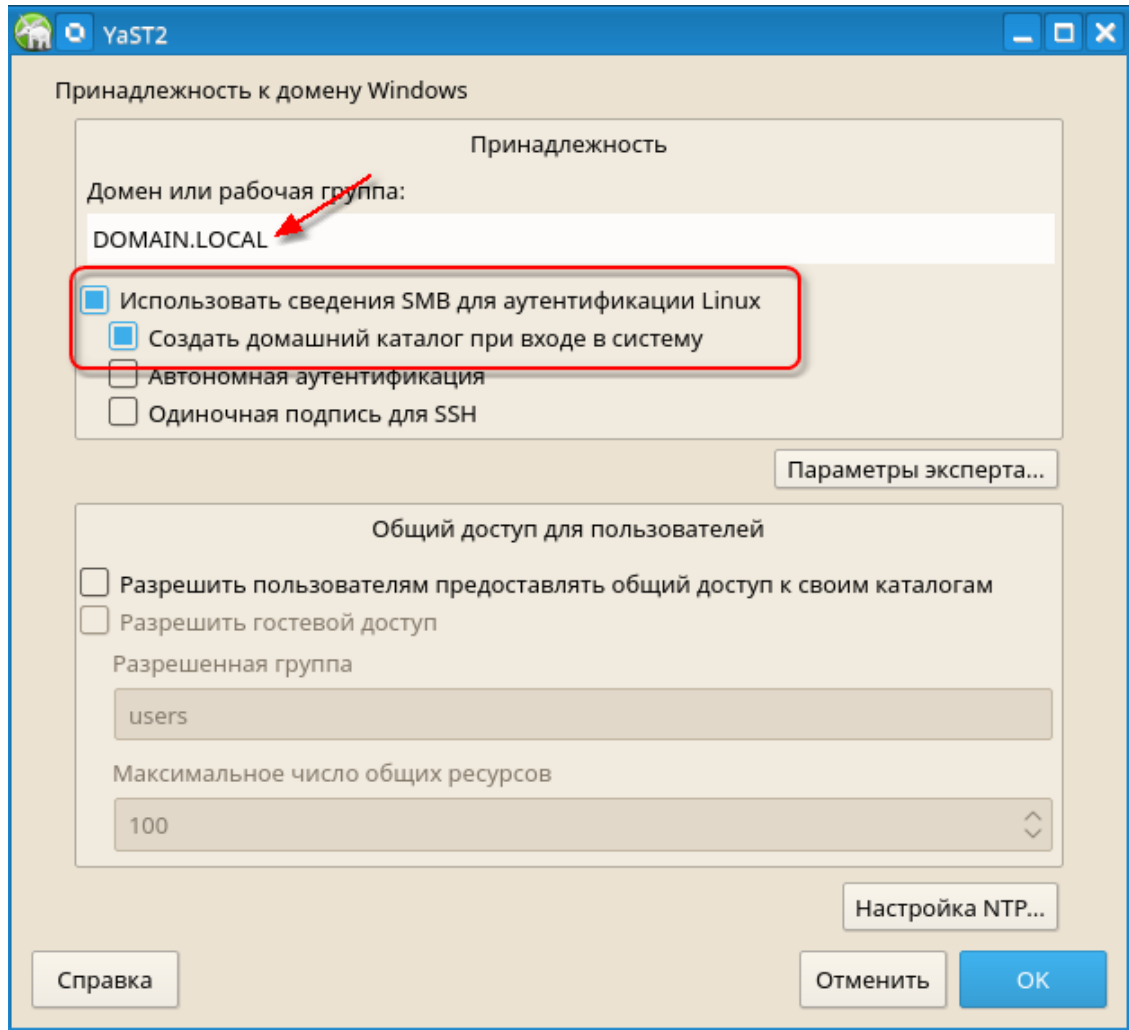 YaST2
Принадлежность к домену Windows
Принадлежность
Домен или рабочая группа:
DOMAIN.LOCAL
Использовать сведения SMB для аутентификации Linux
Создать домашний каталог при входе в систему
Автономная аутентификация
Одиночная подпись для SSH
Параметры эксперта...
Общий доступ для пользователей
Разрешить пользователям предоставлять общий доступ к своим каталогам
Разрешить гостевой доступ
Разрешенная группа
users
Максимальное число общих ресурсов
100
Настройка NTP...
Справка
Отменить
OK